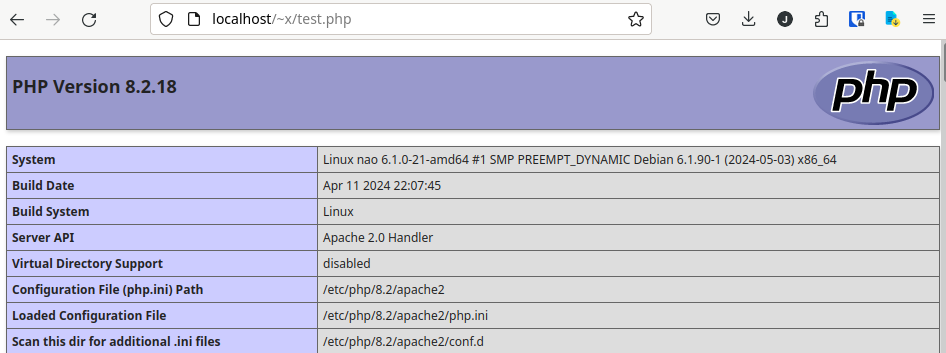 localhost/~x/test.php
J
PHP Version 8.2.18
php
System Linux nao 6.1.0-21-amd64 #1 SMP PREEMPT_DYNAMIC Debian 6.1.90-1 (2024-05-03) x86_64
Build Date Apr 11 2024 22:07:45
Build System Linux
Server API Apache 2.0 Handler
Virtual Directory Support disabled
Configuration File (php.ini) Path /etc/php/8.2/apache2
Loaded Configuration File /etc/php/8.2/apache2/php.ini
Scan this dir for additional .ini files /etc/php/8.2/apache2/conf.d